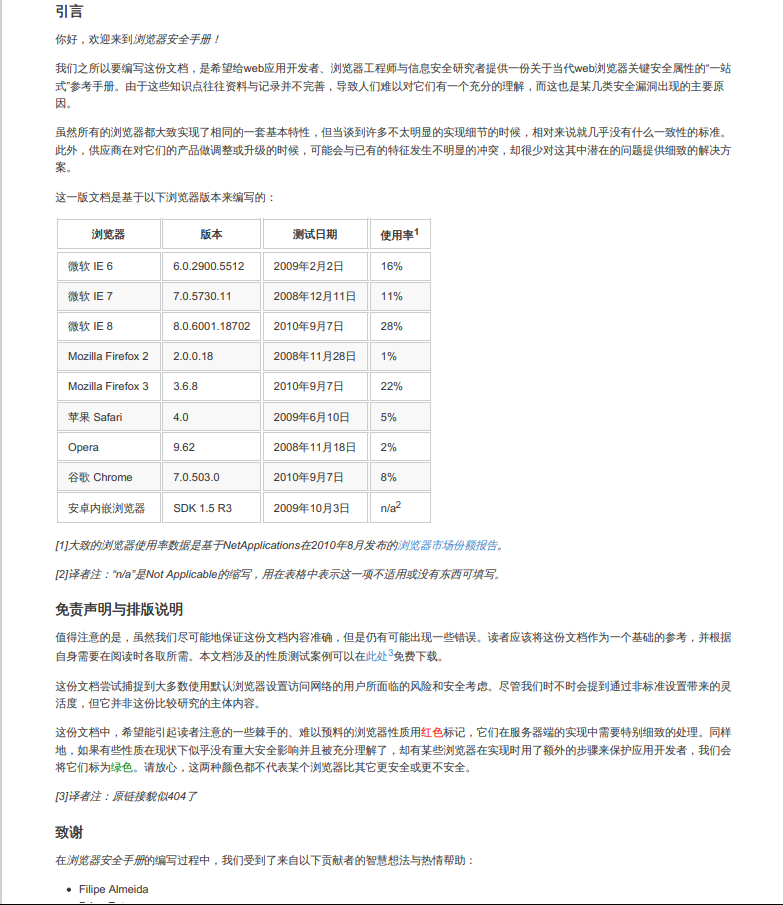 引言
你好，欢迎来到浏览器安全手册！
我们之所以要编写这份文档，是希望给web应用开发者、浏览器工程师与信息安全研究者提供一份关于当代web浏览器关键安全属性的“一站
式”参考手册。由于这些知识点往往资料与记录并不完善，导致人们难以对它们有一个充分的理解，而这也是某几类安全漏洞出现的主要原
因。
虽然所有的浏览器都大致实现了相同的一套基本特性，但当谈到许多不太明显的实现细节的时候，相对来说就几乎没有什么一致性的标准。
此外，供应商在对它们的产品做调整或升级的时候，可能会与已有的特征发生不明显的冲突，却很少对这其中潜在的问题提供细致的解决方
案。
这一版文档是基于以下浏览器版本来编写的：
浏览器 版本 测试日期 使用率1
微软 IE 6 6.0.2900.5512 2009年2月2日 16%
微软 IE 7 7.0.5730.11 2008年12月11日 11%
微软 IE 8 8.0.6001.18702 2010年9月7日 28%
Mozilla Firefox 2 2.0.0.18 2008年11月28日 1%
Mozilla Firefox 3 3.6.8 2010年9月7日 22%
苹果 Safari 4.0 2009年6月10日 5%
Opera 9.62 2008年11月18日 2%
谷歌 Chrome 7.0.503.0 2010年9月7日 8%
安卓内嵌浏览器 SDK 1.5 R3 2009年10月3日 n/a2
[1]大致的浏览器使用率数据是基于NetApplications在2010年8月发布的浏览器市场份额报告。
[2]译者注：“n/a”是Not Applicable的缩写，用在表格中表示这一项不适用或没有东西可填写。
免责声明与排版说明
值得注意的是，虽然我们尽可能地保证这份文档内容准确，但是仍有可能出现一些错误。读者应该将这份文档作为一个基础的参考，并根据
自身需要在阅读时各取所需。本文档涉及的性质测试案例可以在此处3免费下载。
这份文档尝试捕捉到大多数使用默认浏览器设置访问网络的用户所面临的风险和安全考虑。尽管我们时不时会提到通过非标准设置带来的灵
活度，但它并非这份比较研究的主体内容。
这份文档中，希望能引起读者注意的一些棘手的、难以预料的浏览器性质用红色标记，它们在服务器端的实现中需要特别细致的处理。同样
地，如果有些性质在现状下似乎没有重大安全影响并且被充分理解了，却有某些浏览器在实现时用了额外的步骤来保护应用开发者，我们会
将它们标为绿色。请放心，这两种颜色都不代表某个浏览器比其它更安全或更不安全。
[3]译者注：原链接貌似404了
致谢
在浏览器安全手册的编写过程中，我们受到了来自以下贡献者的智慧想法与热情帮助：
• Filipe Almeida